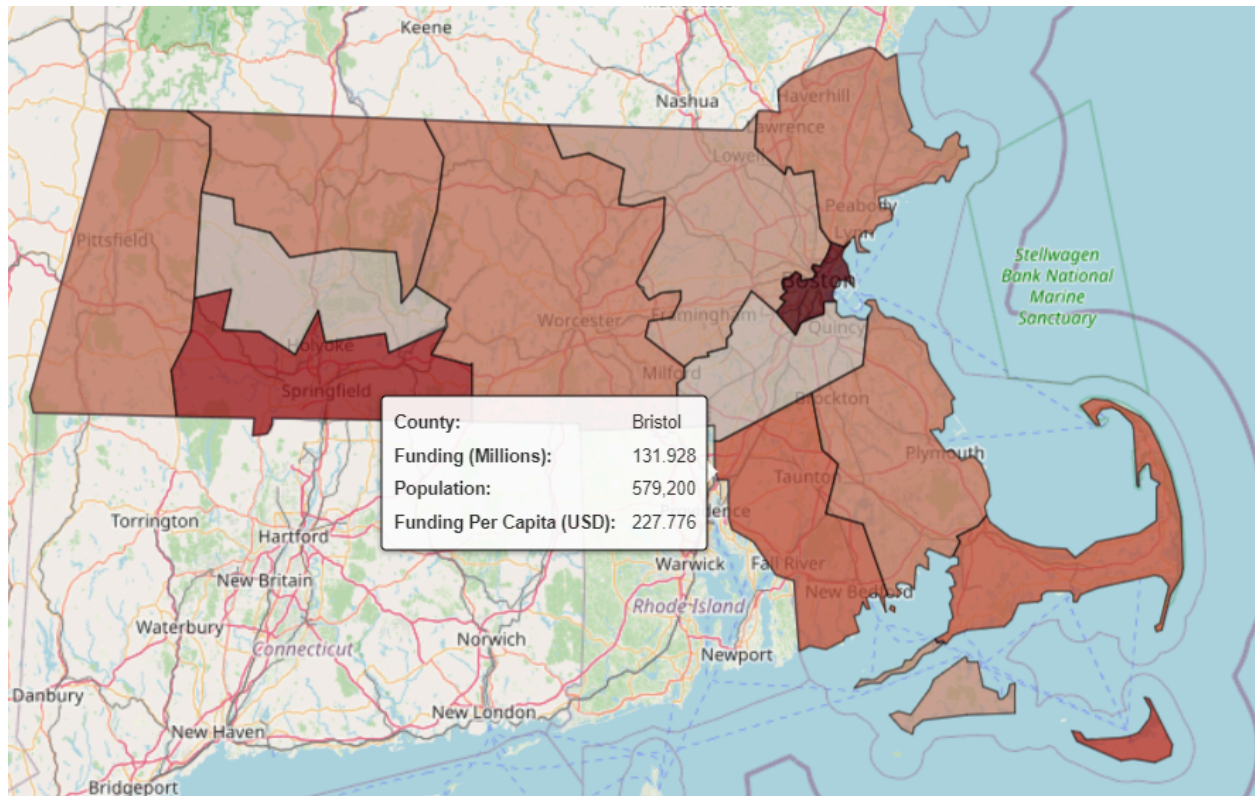 Keene
Nashua
Haverhill
Lawrence
Lowell
Peabody
Lynn
Pittsfield
Boston
Stellwagen
Bank National
Marine
Sanctuary
Worcester
Framingham
Quincy
Holyoke
Milford
Springfield
Brockton
County: Bristol
Funding (Millions): 131.928
Population: 579,200
Funding Per Capita (USD): 227.776
Plymouth
Taunton
Torrington
Hartford
Warwick
Fall River
New Britain
New Bedford
Rhode Island
Waterbury
Connecticut
Norwich
Newport
Danbury
New London
New Haven
Bridgeport